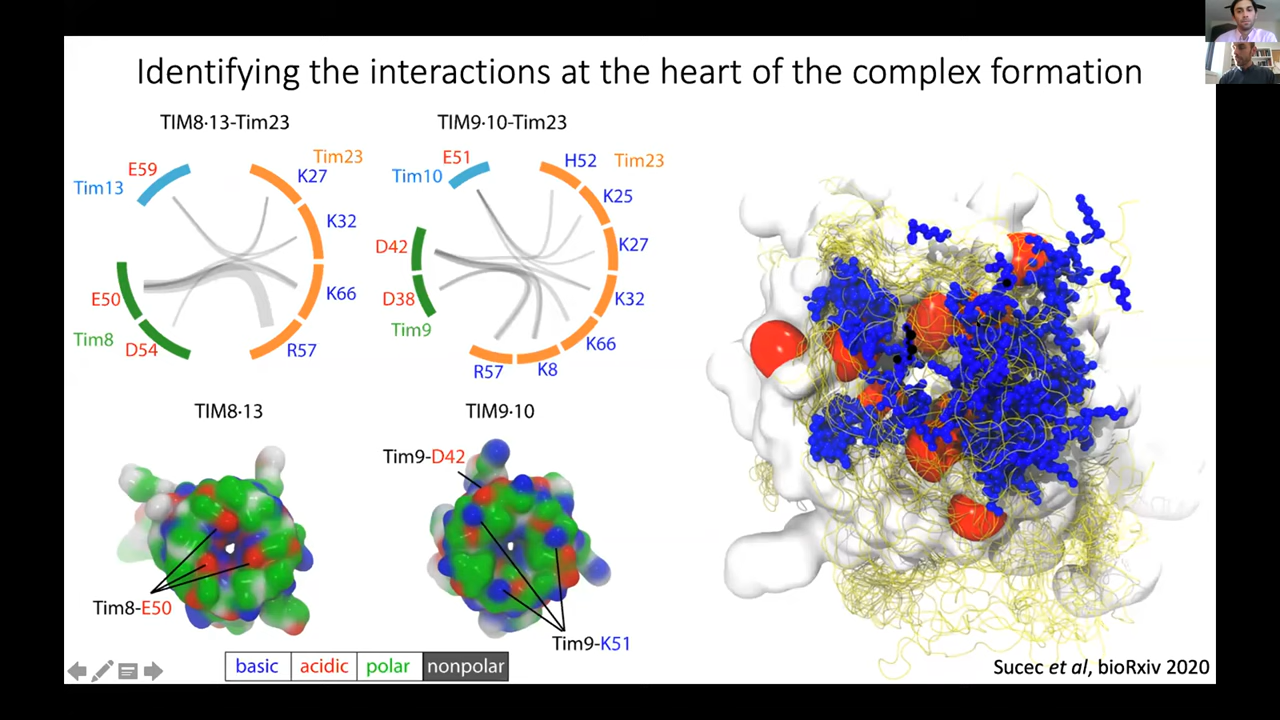 Identifying the interactions at the heart of the complex formation
TIM8·13-Tim23
TIM9·10-Tim23
E59
Tim23
Tim13
K27
K32
E50
K66
Tim8
D54
R57
E51
H52
Tim23
Tim10
K25
D42
K27
D38
K32
Tim9
K66
R57
K8
TIM8·13
TIM9·10
Tim9-D42
Tim8-E50
Tim9-K51
basic
acidic
polar
nonpolar
Sucec et al, bioRxiv 2020